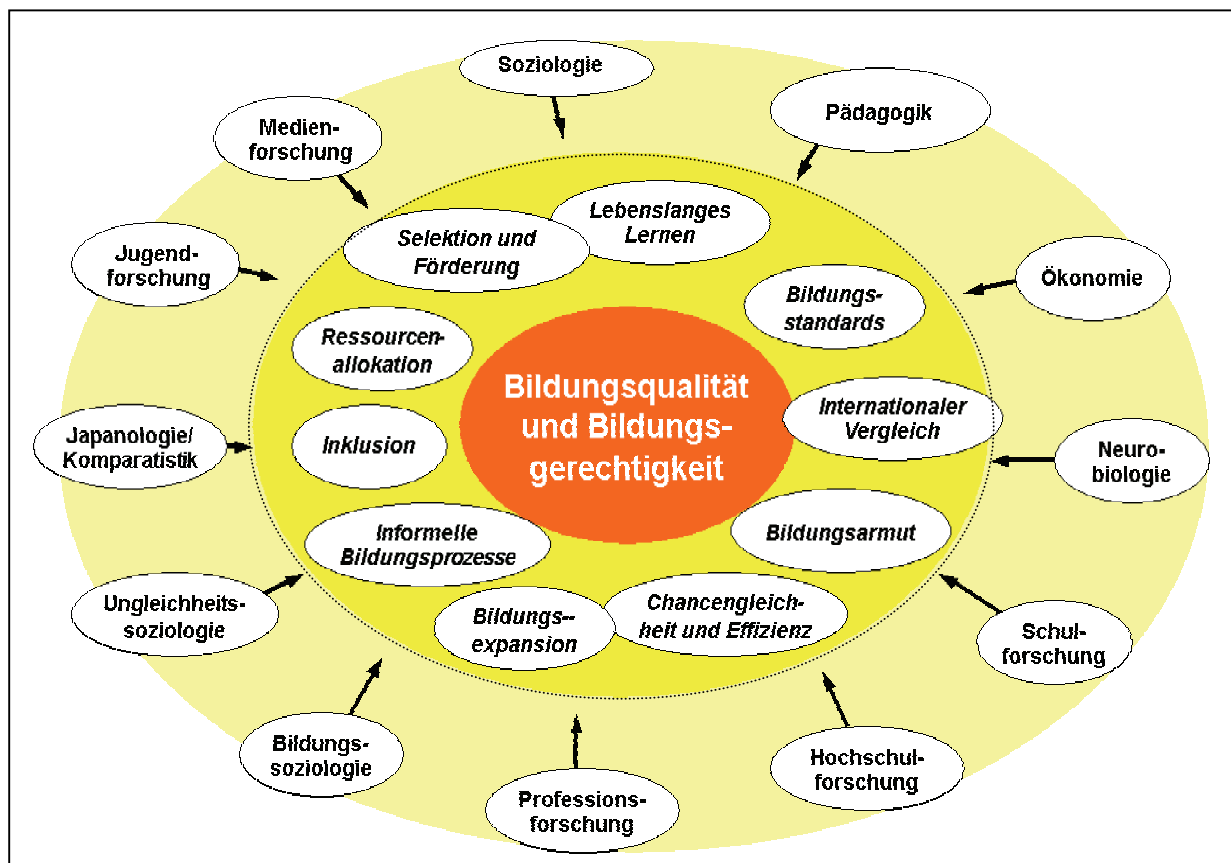 Soziologie
Pädagogik
Medien-
forschung
Lebenslanges
Lernen
Selektion und
Förderung
Jugend-
forschung
Ökonomie
Bildungs-
standards
Ressourcen-
allokation
Bildungsqualität
und Bildungs-
gerechtigkeit
Internationaler
Vergleich
Japanologie/
Komparatistik
Inklusion
Neuro-
biologie
Informelle
Bildungsprozesse
Bildungsarmut
Ungleichheits-
soziologie
Bildungs--
expansion
Chancengleich-
heit und Effizienz
Schul-
forschung
Bildungs-
soziologie
Hochschul-
forschung
Professions-
forschung